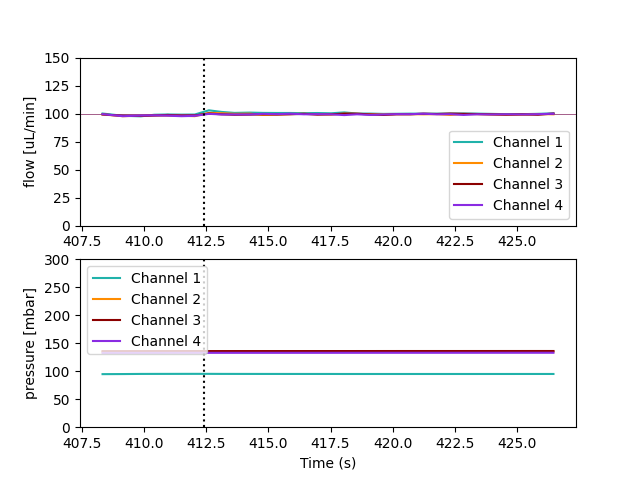 150
125
100
75
50
25
0
flow [uL/min]
Channel 1
Channel 2
Channel 3
Channel 4
407.5 410.0 412.5 415.0 417.5 420.0 422.5 425.0
300
250
200
150
100
50
0
pressure [mbar]
Channel 1
Channel 2
Channel 3
Channel 4
407.5 410.0 412.5 415.0 417.5 420.0 422.5 425.0
Time (s)